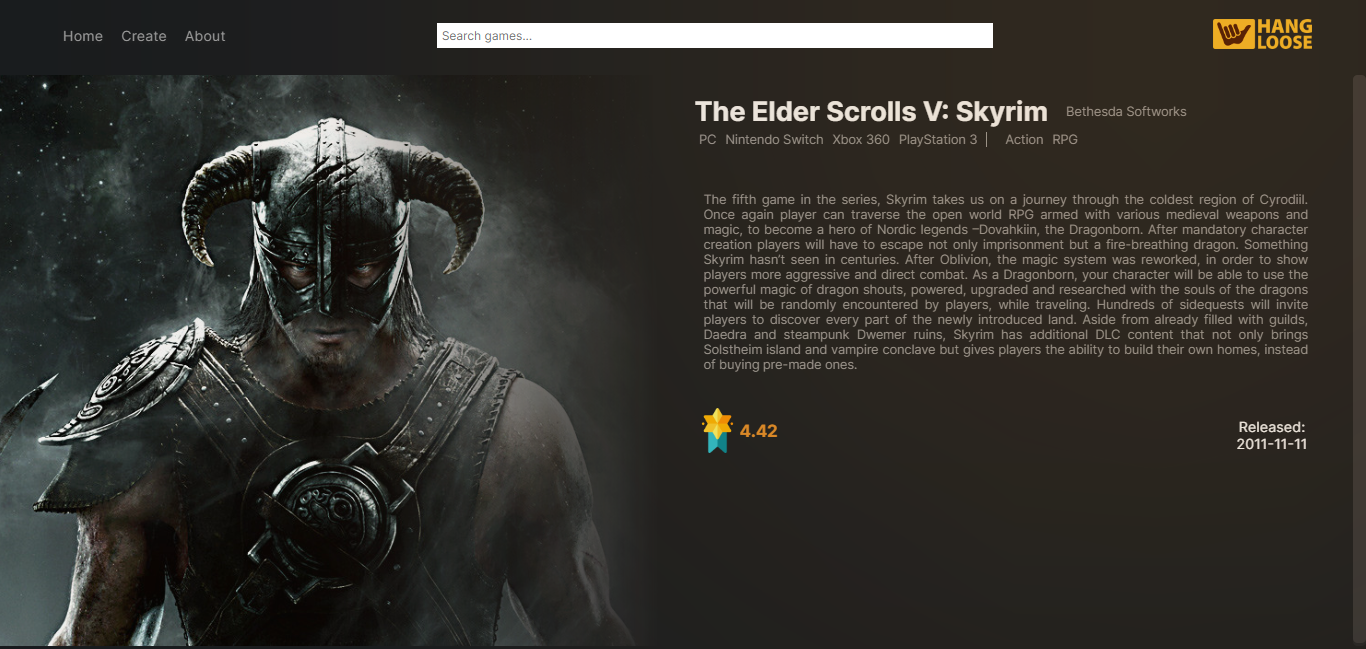 Home Create About
Search games...
HANG
LOOSE
The Elder Scrolls V: Skyrim Bethesda Softworks
PC Nintendo Switch Xbox 360 PlayStation 3 | Action RPG
The fifth game in the series, Skyrim takes us on a journey through the coldest region of Cyrodiil.
Once again player can traverse the open world RPG armed with various medieval weapons and
magic, to become a hero of Nordic legends –Dovahkiin, the Dragonborn. After mandatory character
creation players will have to escape not only imprisonment but a fire-breathing dragon. Something
Skyrim hasn't seen in centuries. After Oblivion, the magic system was reworked, in order to show
players more aggressive and direct combat. As a Dragonborn, your character will be able to use the
powerful magic of dragon shouts, powered, upgraded and researched with the souls of the dragons
that will be randomly encountered by players, while traveling. Hundreds of sidequests will invite
players to discover every part of the newly introduced land. Aside from already filled with guilds,
Daedra and steampunk Dwemer ruins, Skyrim has additional DLC content that not only brings
Solstheim island and vampire conclave but gives players the ability to build their own homes, instead
of buying pre-made ones.
4.42
Released:
2011-11-11